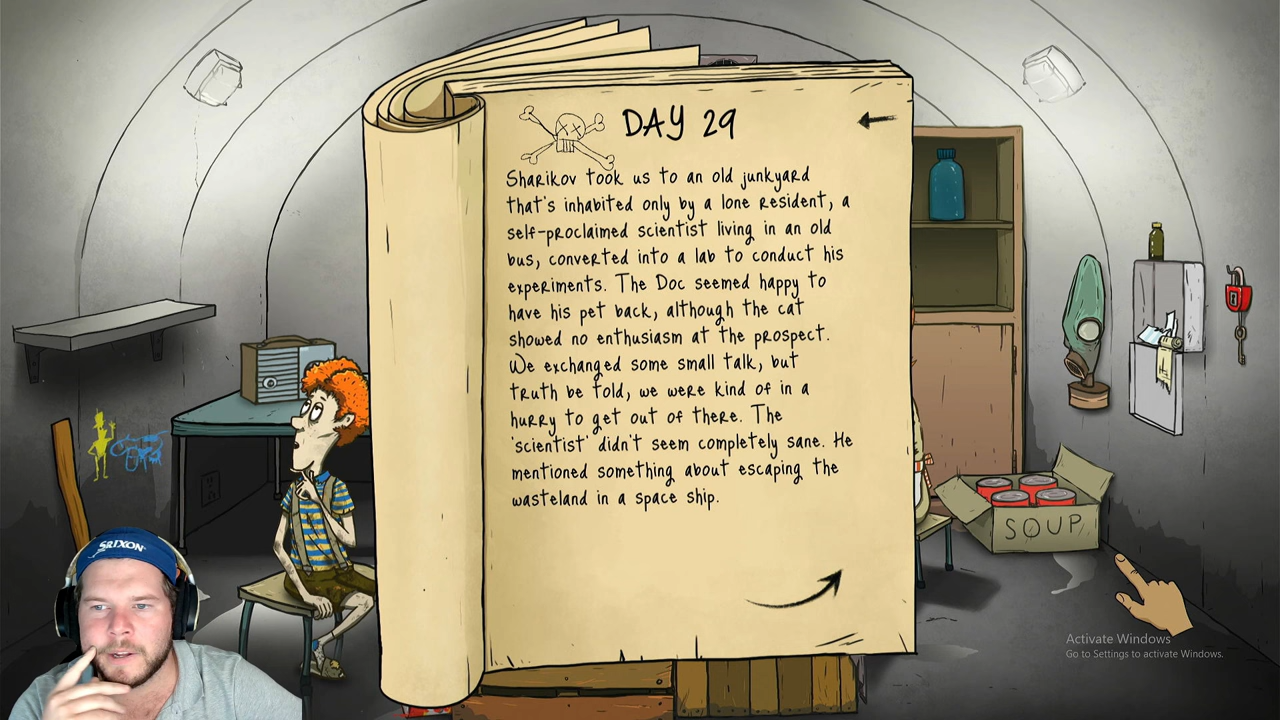 DAY 29
Sharikov took us to an old junkyard
that's inhabited only by a lone resident, a
self-proclaimed scientist living in an old
bus, converted into a lab to conduct his
experiments. The Doc seemed happy to
have his pet back, although the cat
showed no enthusiasm at the prospect.
We exchanged some small talk, but
truth be told, we were kind of in a
hurry to get out of there. The
'scientist' didn't seem completely sane. He
mentioned something about escaping the
wasteland in a space ship.
SOUP
SRIXON
Activate Windows
Go to Settings to activate Windows.